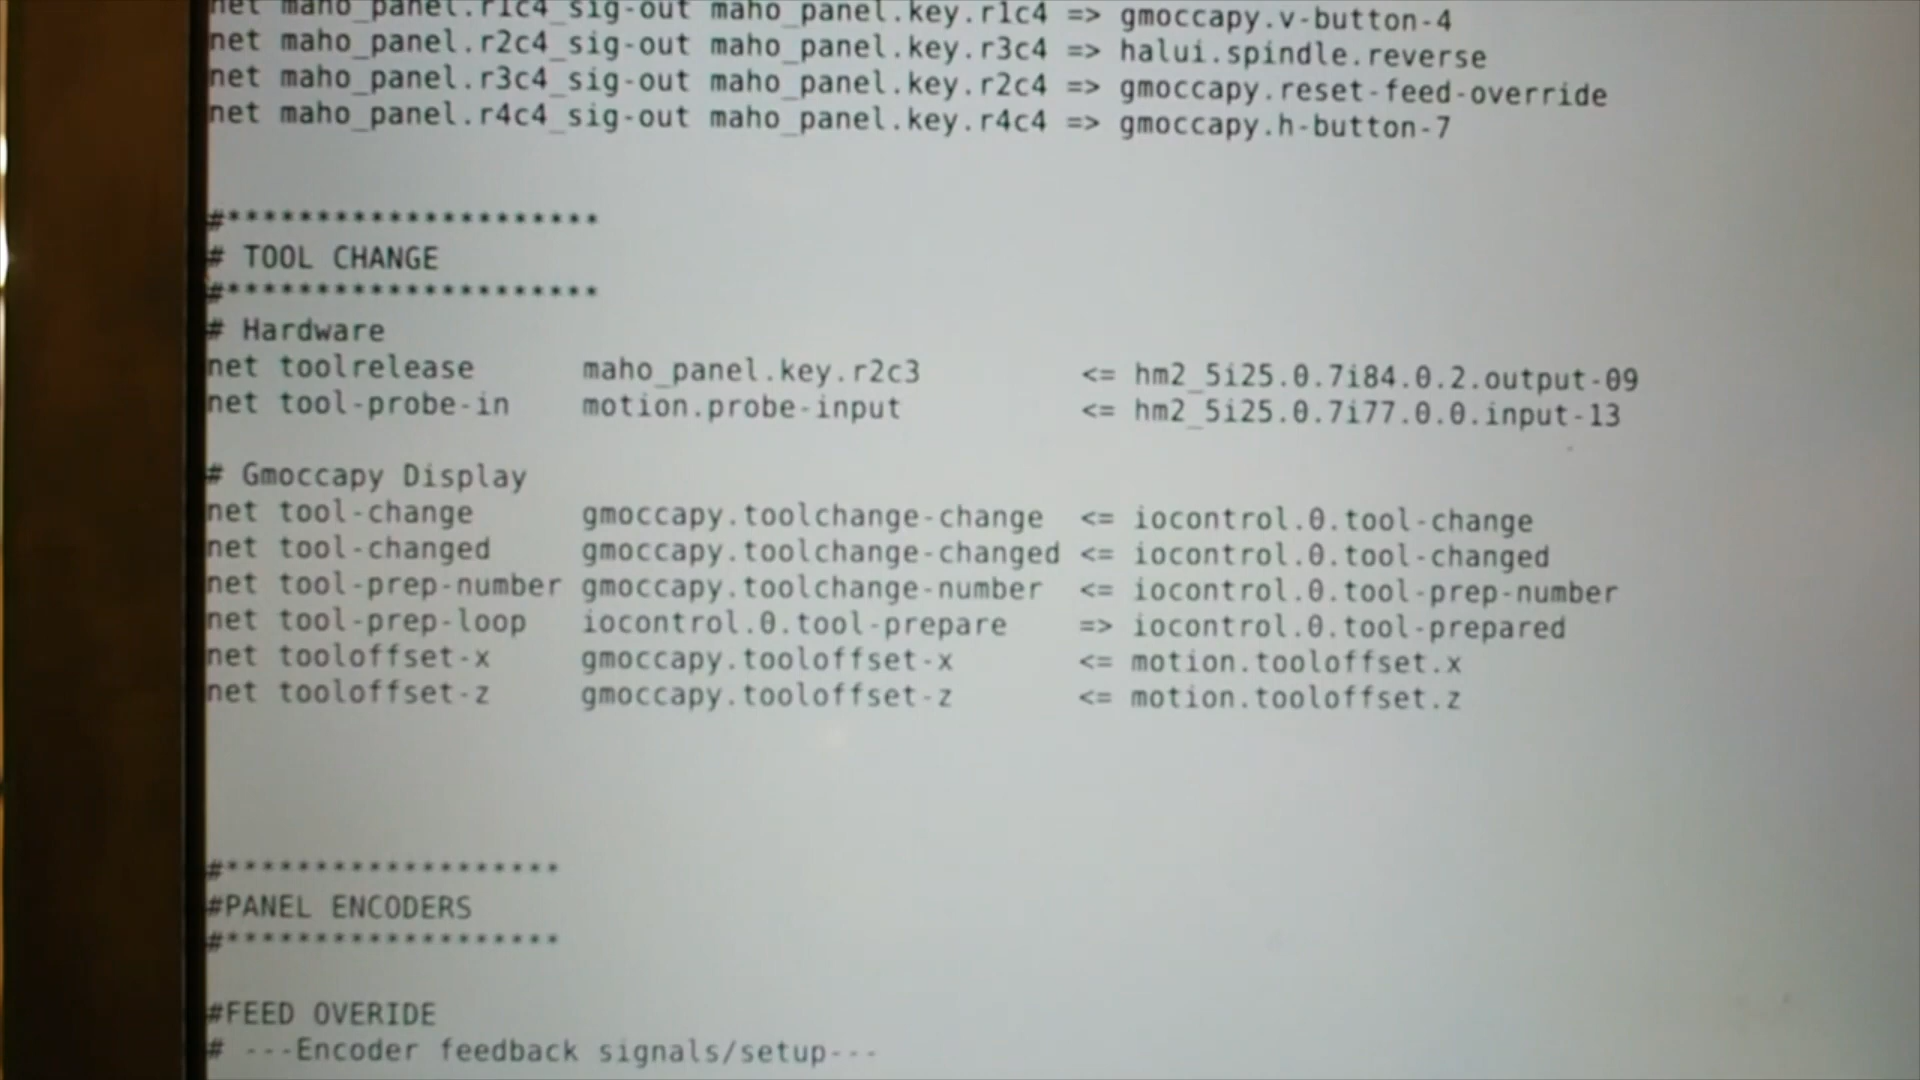 net maho_panel.r1c4_sig-out maho_panel.key.r1c4 => gmoccapy.v-button-4
net maho_panel.r2c4_sig-out maho_panel.key.r3c4 => halui.spindle.reverse
net maho_panel.r3c4_sig-out maho_panel.key.r2c4 => gmoccapy.reset-feed-override
net maho_panel.r4c4_sig-out maho_panel.key.r4c4 => gmoccapy.h-button-7
#*********************
# TOOL CHANGE
#*********************
# Hardware
net toolrelease maho_panel.key.r2c3 <= hm2_5i25.0.7i84.0.2.output-09
net tool-probe-in motion.probe-input <= hm2_5i25.0.7i77.0.0.input-13
# Gmoccapy Display
net tool-change gmoccapy.toolchange-change <= iocontrol.0.tool-change
net tool-changed gmoccapy.toolchange-changed <= iocontrol.0.tool-changed
net tool-prep-number gmoccapy.toolchange-number <= iocontrol.0.tool-prep-number
net tool-prep-loop iocontrol.0.tool-prepare => iocontrol.0.tool-prepared
net tooloffset-x gmoccapy.tooloffset-x <= motion.tooloffset.x
net tooloffset-z gmoccapy.tooloffset-z <= motion.tooloffset.z
#*******************
#PANEL ENCODERS
#*******************
#FEED OVERIDE
# ---Encoder feedback signals/setup---